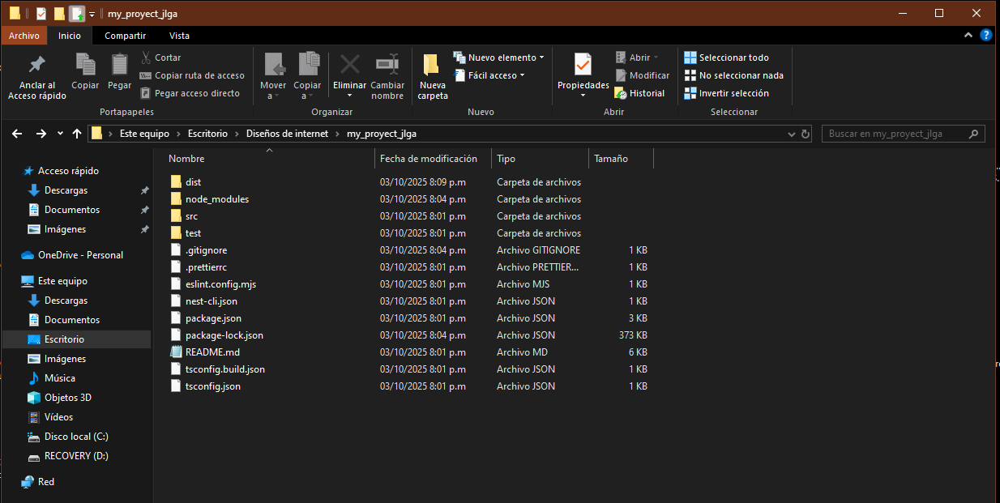 my_proyect_jlga
Archivo Inicio Compartir Vista
Anclar al Acceso rápido
Copiar
Pegar
Cortar
Copiar ruta de acceso
Pegar acceso directo
Portapapeles
Mover a
Copiar a
Eliminar
Cambiar nombre
Organizar
Nueva carpeta
Nuevo elemento
Fácil acceso
Nuevo
Propiedades
Abrir
Modificar
Historial
Abrir
Seleccionar todo
No seleccionar nada
Invertir selección
Seleccionar
Este equipo > Escritorio > Diseños de internet > my_proyect_jlga
Buscar en my_proyect_jlga
Acceso rápido
Descargas
Documentos
Imágenes
OneDrive - Personal
Este equipo
Descargas
Documentos
Escritorio
Imágenes
Música
Objetos 3D
Vídeos
Disco local (C:)
RECOVERY (D:)
Red
Nombre Fecha de modificación Tipo Tamaño
dist 03/10/2025 8:09 p.m Carpeta de archivos
node_modules 03/10/2025 8:04 p.m Carpeta de archivos
src 03/10/2025 8:01 p.m Carpeta de archivos
test 03/10/2025 8:01 p.m Carpeta de archivos
.gitignore 03/10/2025 8:04 p.m Archivo GITIGNORE 1 KB
.prettierrc 03/10/2025 8:01 p.m Archivo PRETTIER... 1 KB
eslint.config.mjs 03/10/2025 8:01 p.m Archivo MJS 1 KB
nest-cli.json 03/10/2025 8:01 p.m Archivo JSON 1 KB
package.json 03/10/2025 8:01 p.m Archivo JSON 3 KB
package-lock.json 03/10/2025 8:04 p.m Archivo JSON 373 KB
README.md 03/10/2025 8:01 p.m Archivo MD 6 KB
tsconfig.build.json 03/10/2025 8:01 p.m Archivo JSON 1 KB
tsconfig.json 03/10/2025 8:01 p.m Archivo JSON 1 KB